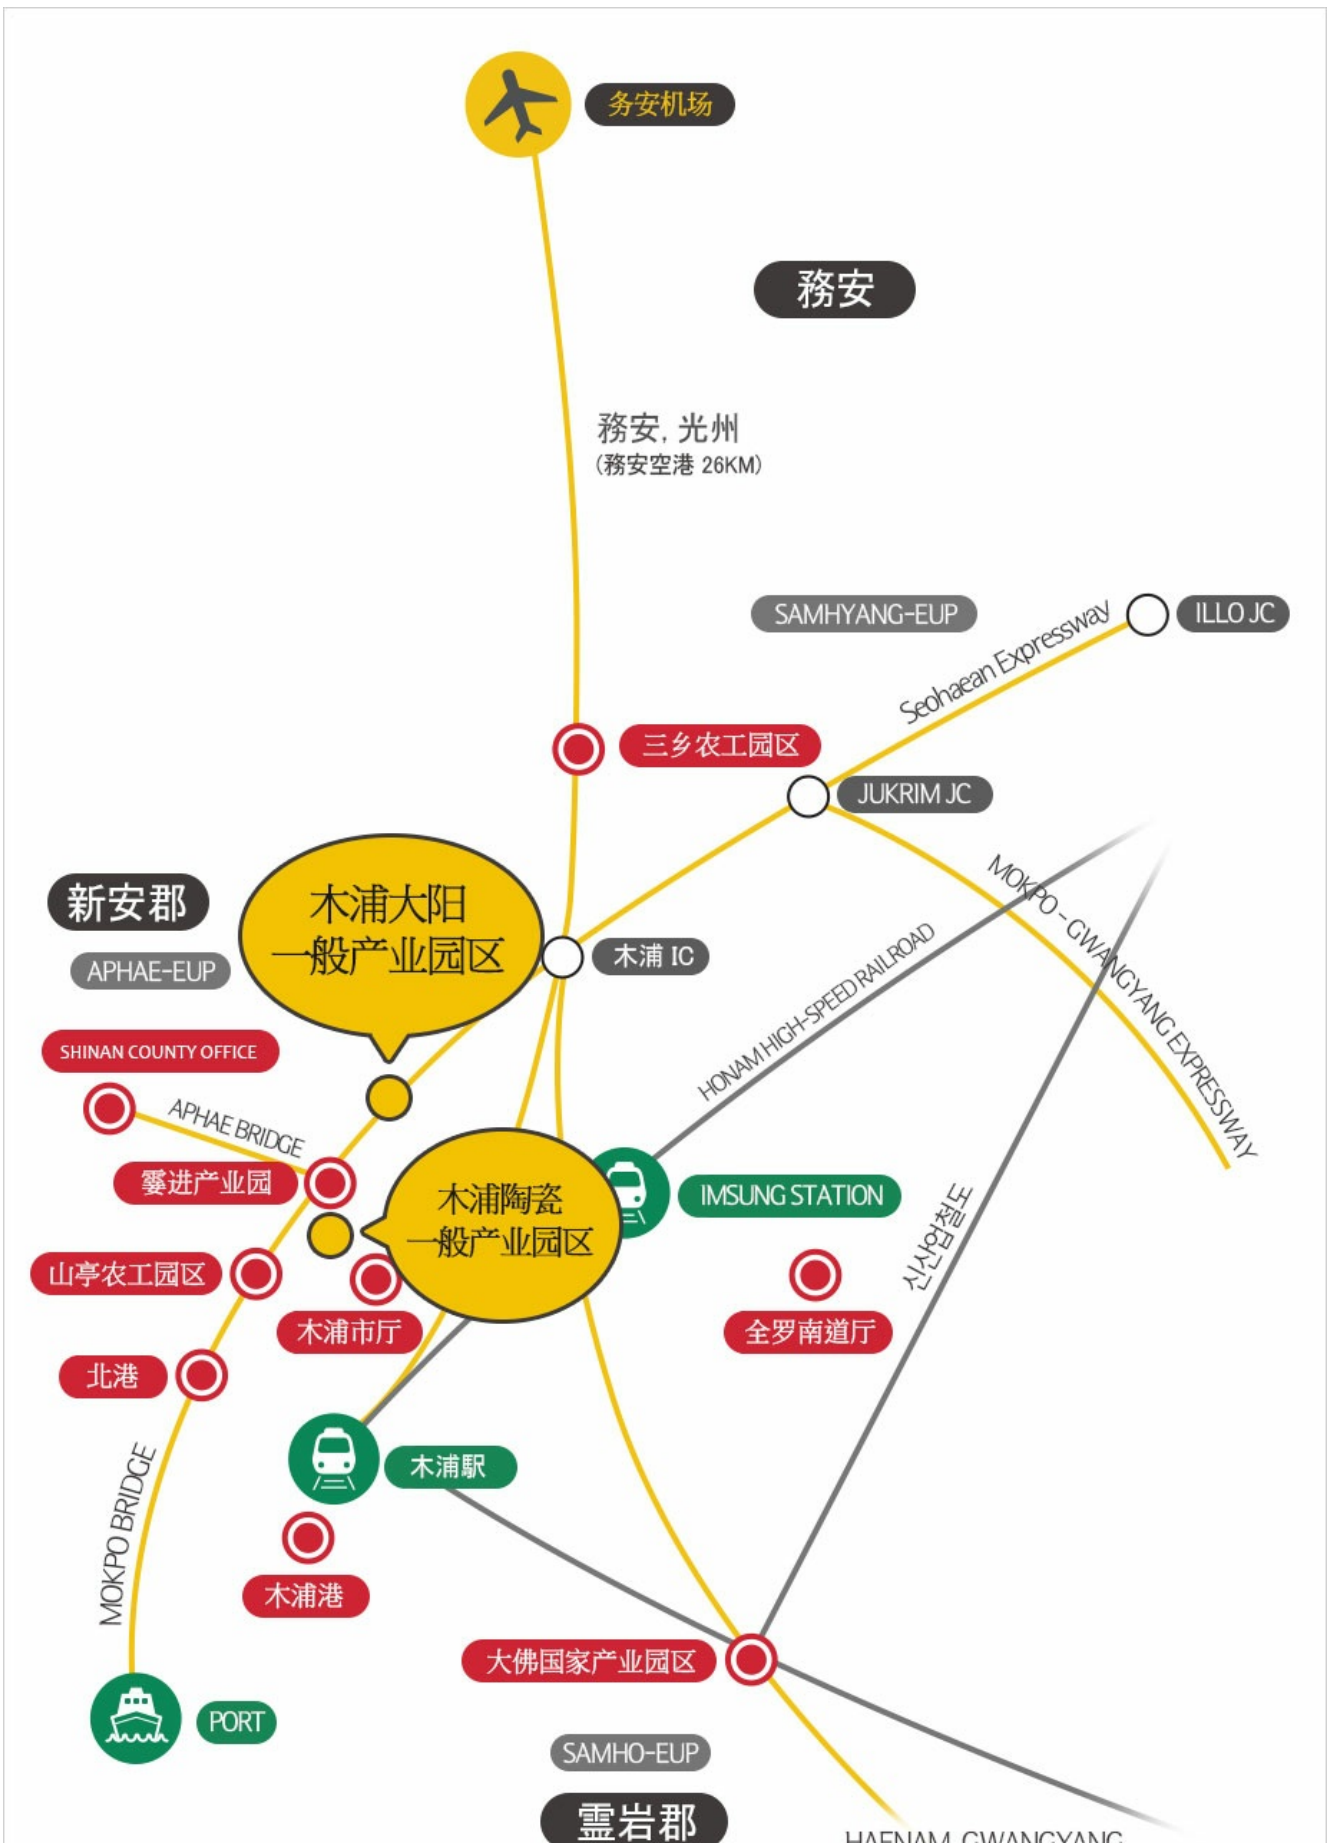 务安机场
務安
務安, 光州
(務安空港 26KM)
SAMHYANG-EUP
ILLO JC
Seohaean Expressway
三乡农工园区
JUKRIM JC
MOKPO - GWANGYANG EXPRESSWAY
新安郡
APHAE-EUP
木浦大阳
一般产业园区
木浦 IC
HONAM HIGH-SPEED RAILROAD
SHINAN COUNTY OFFICE
APHAE BRIDGE
霎进产业园
木浦陶瓷
一般产业园区
IMSUNG STATION
신산업철도
山亭农工园区
木浦市厅
全罗南道厅
北港
MOKPO BRIDGE
木浦駅
木浦港
大佛国家产业园区
PORT
SAMHO-EUP
霊岩郡
HAENAM, GWANGYANG